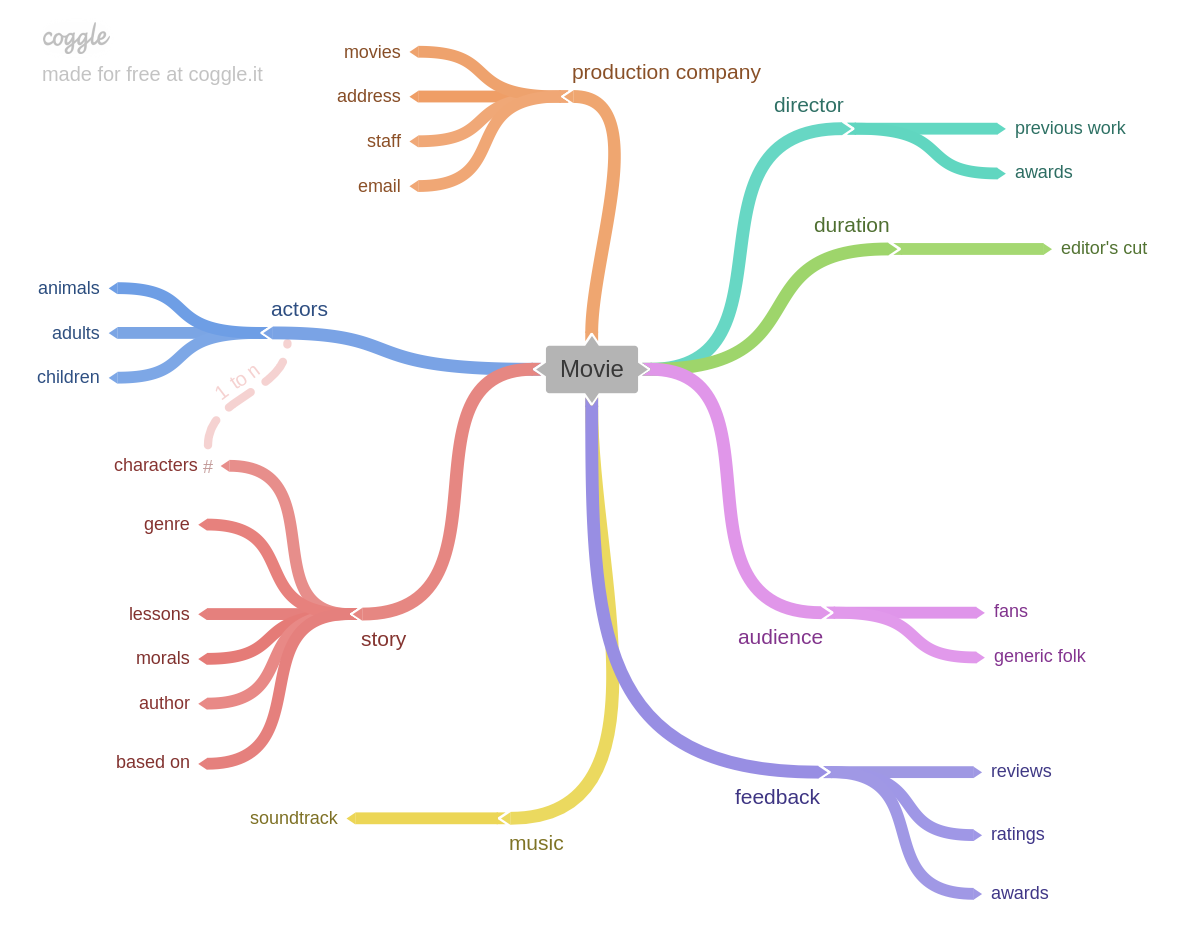 coggle
made for free at coggle.it
movies
address
staff
email
production company
director
previous work
awards
duration
editor's cut
animals
adults
children
actors
1 to n
Movie
characters #
genre
lessons
morals
author
based on
story
soundtrack
music
audience
fans
generic folk
feedback
reviews
ratings
awards